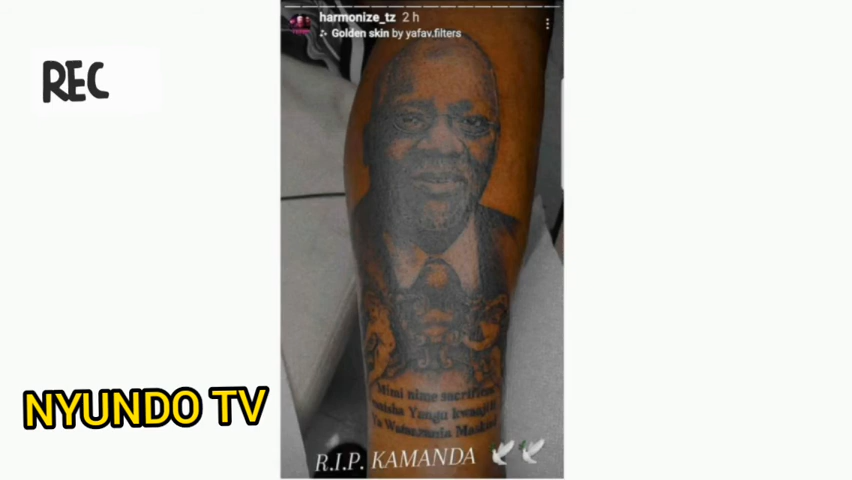 harmonize_tz 2 h
Golden skin by yafav.filters
REC
Mimi nime sacrifice
maisha Yangu kwaajili
Ya Watanzania Maskini
NYUNDO TV
R.I.P. KAMANDA